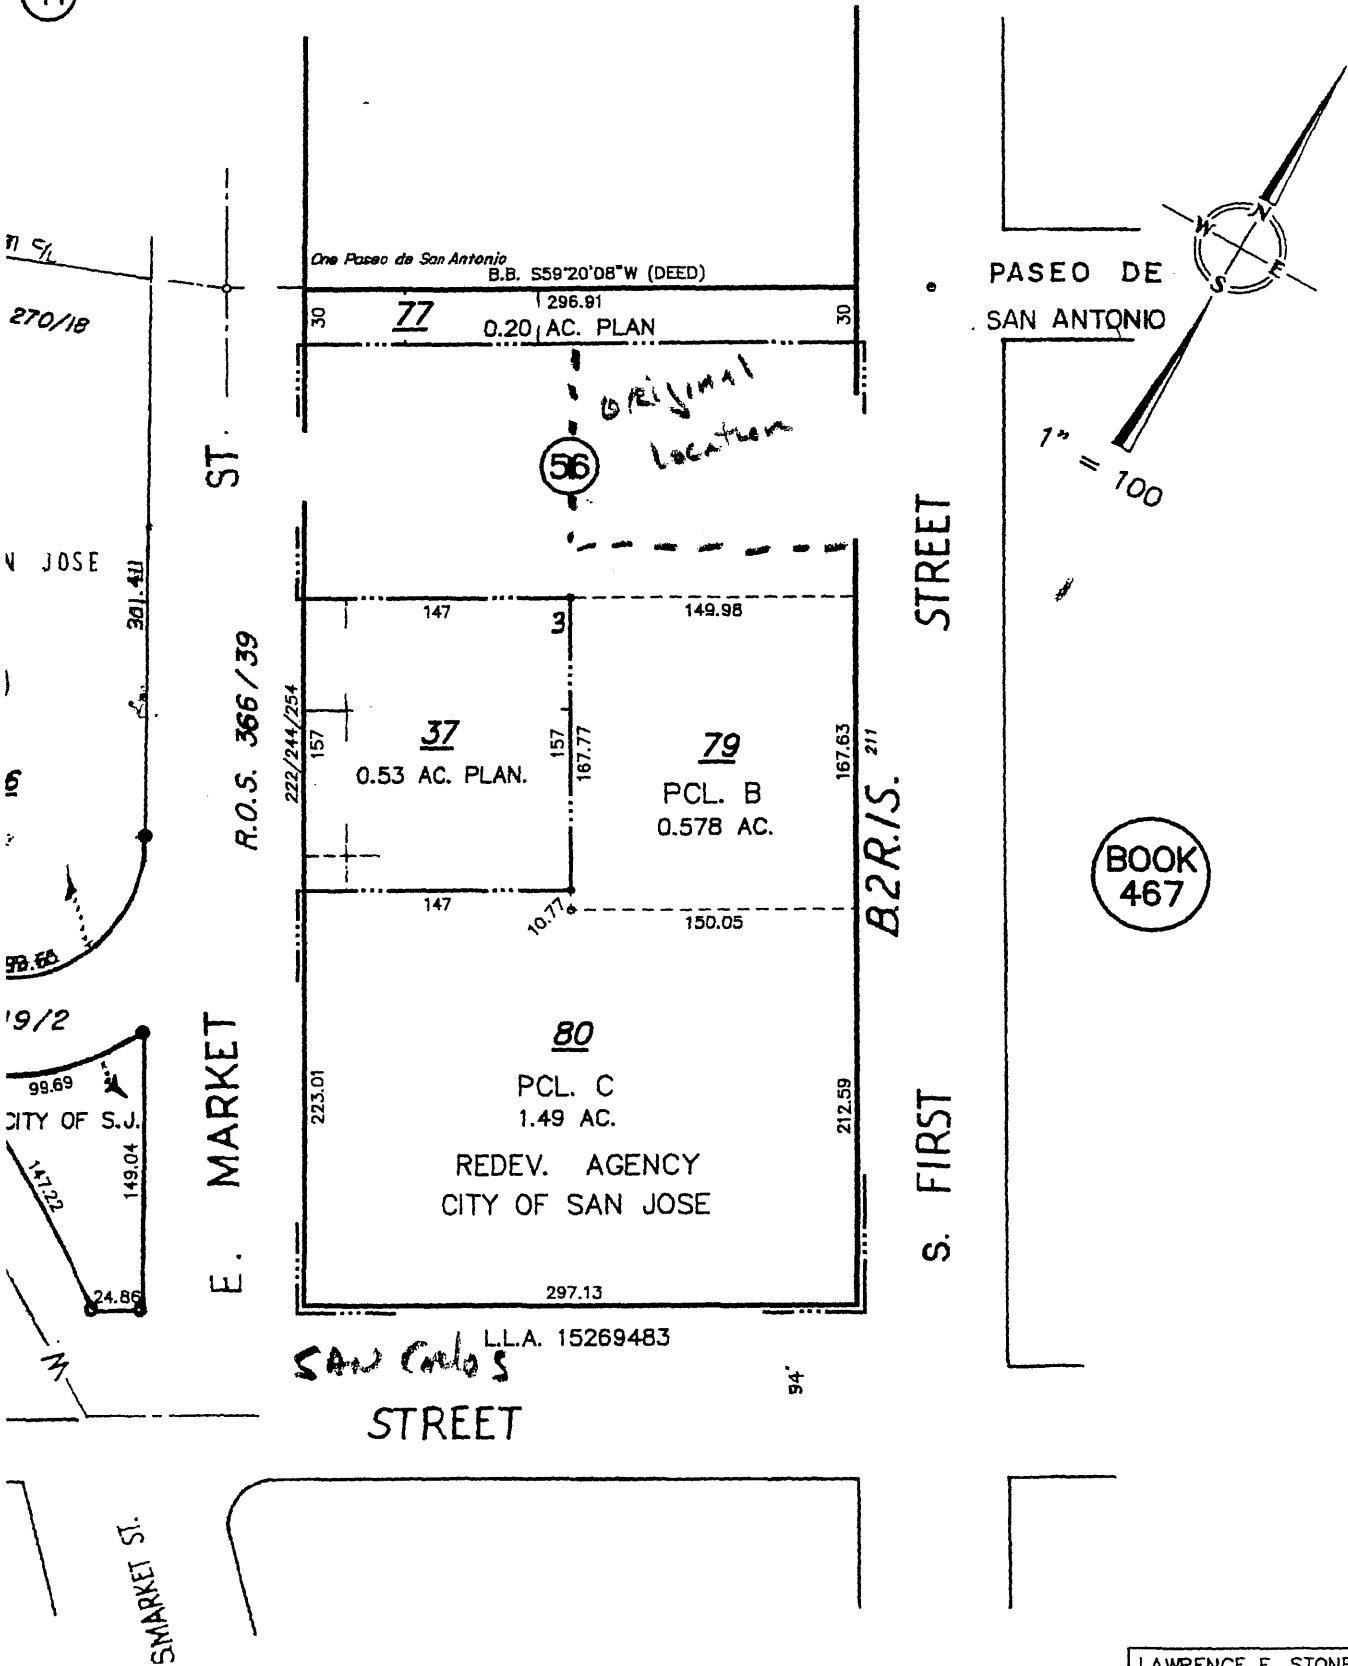 One Paseo de San Antonio
B.B. S59°20'08"W (DEED)
296.91
30
77
0.20 AC. PLAN
30
PASEO DE
SAN ANTONIO
N
W
E
S
1" = 100
270/18
ORiginal
Location
56
ST.
N JOSE
301.41
147
3
149.98
STREET
R.O.S. 366/39
222/244/254
157
37
0.53 AC. PLAN.
157
167.77
79
PCL. B
0.578 AC.
167.63
211
B.2 R.I.S.
BOOK
467
6
147
10.77
150.05
19/2
99.69
CITY OF S.J.
147.22
149.04
24.86
E. MARKET
223.01
80
PCL. C
1.49 AC.
REDEV. AGENCY
CITY OF SAN JOSE
212.59
S. FIRST
297.13
L.L.A. 15269483
SAN CARLOS
STREET
94'
M
SMARKET ST.
LAWRENCE E. STONE